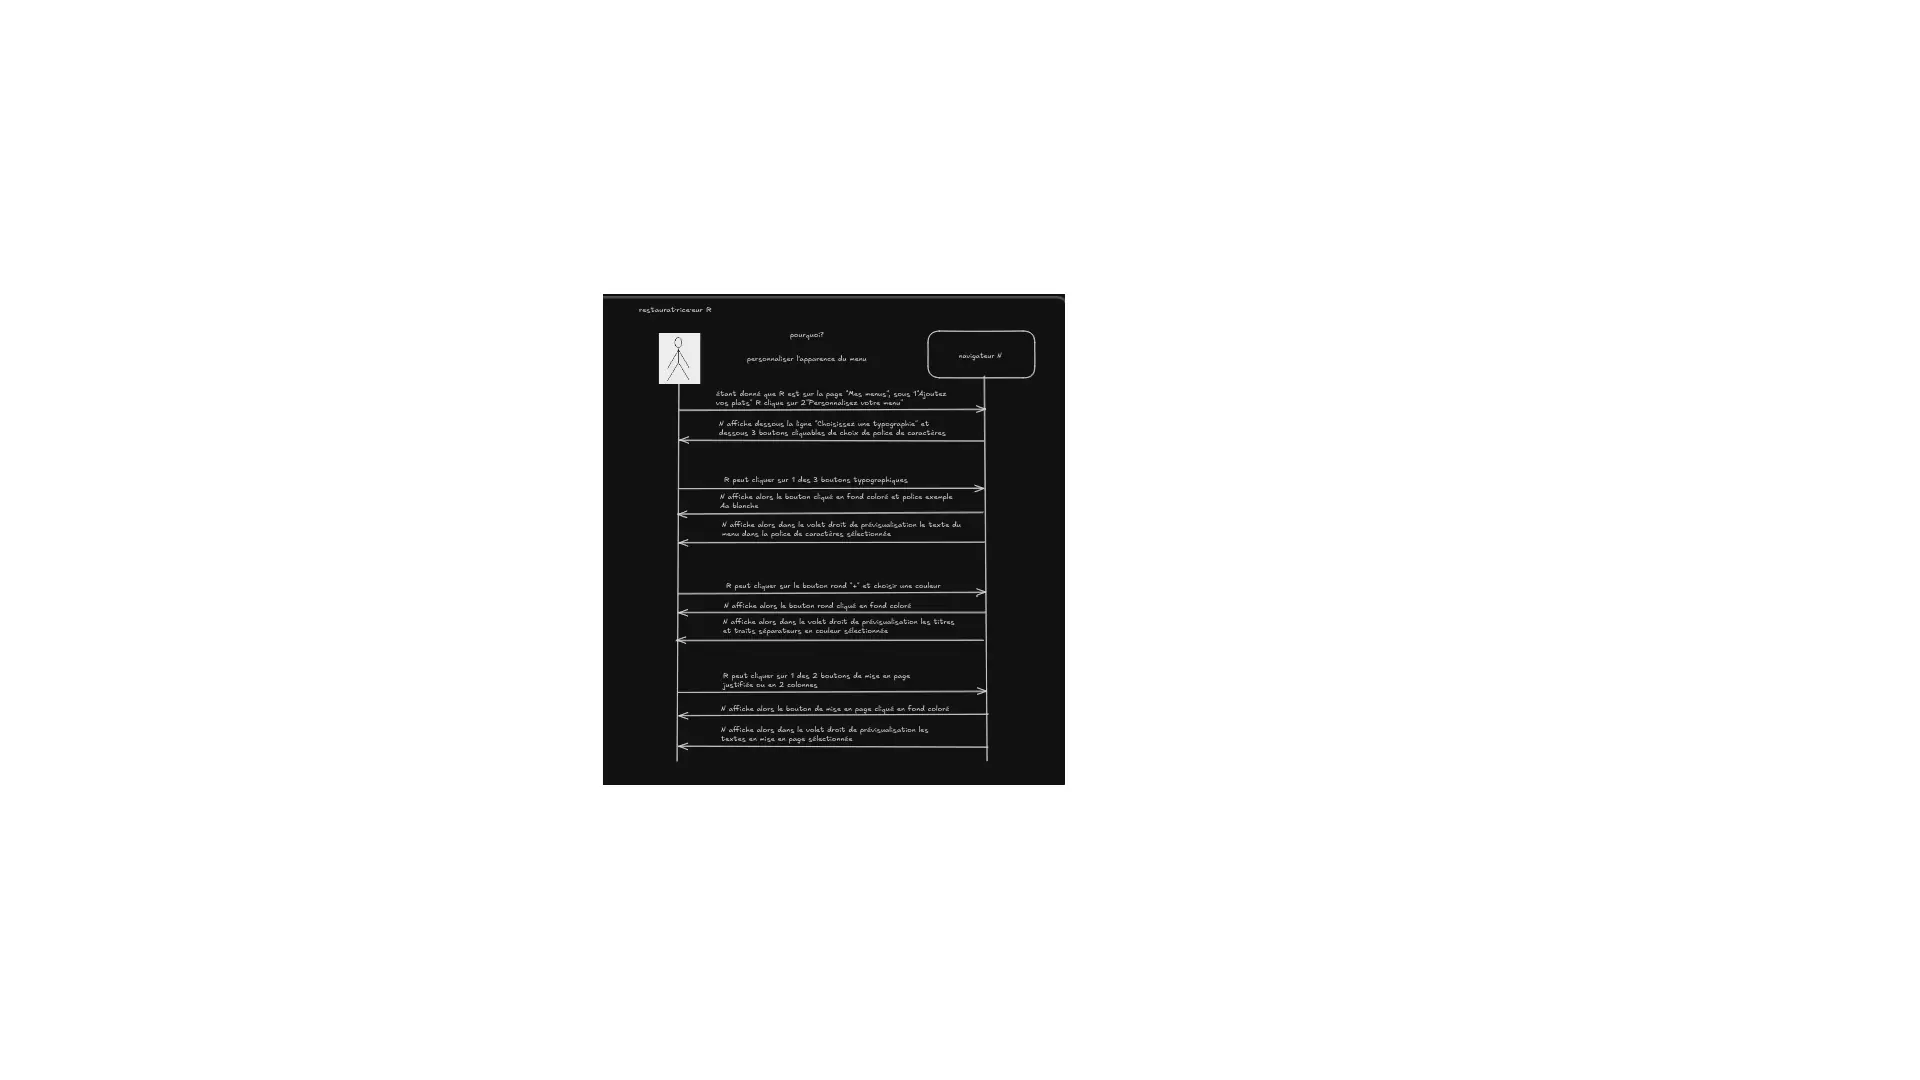 restaurat·rice·eur R
pourquoi?
personnaliser l'apparence du menu
navigateur N
étant donné que R est sur la page "Mes menus", sous 1"Ajoutez
vos plats" R clique sur 2"Personnalisez votre menu"
N affiche dessous la ligne "Choisissez une typographie" et
dessous 3 boutons cliquables de choix de police de caractères
R peut cliquer sur 1 des 3 boutons typographiques
N affiche alors le bouton cliqué en fond coloré et police exemple
Aa blanche
N affiche alors dans le volet droit de prévisualisation le texte du
menu dans la police de caractères sélectionnée
R peut cliquer sur le bouton rond "+" et choisir une couleur
N affiche alors le bouton rond cliqué en fond coloré
N affiche alors dans le volet droit de prévisualisation les titres
et traits séparateurs en couleur sélectionnée
R peut cliquer sur 1 des 2 boutons de mise en page
justifiée ou en 2 colonnes
N affiche alors le bouton de mise en page cliqué en fond coloré
N affiche alors dans le volet droit de prévisualisation les
textes en mise en page sélectionnée